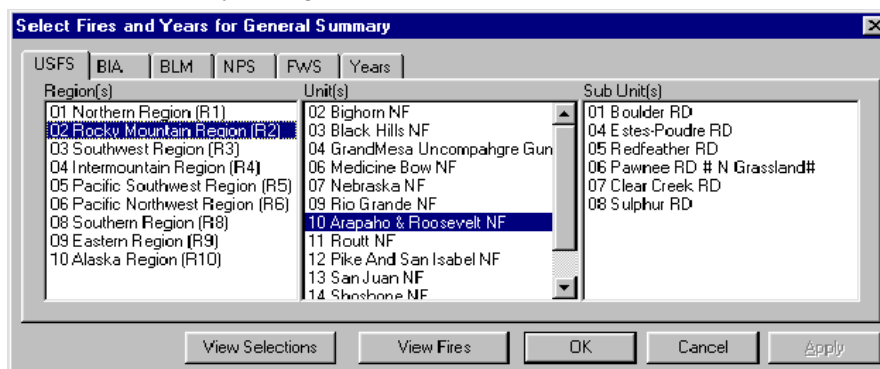 Select Fires and Years for General Summary
USFS BIA BLM NPS FWS Years
Region(s)
01 Northern Region (R1)
02 Rocky Mountain Region (R2)
03 Southwest Region (R3)
04 Intermountain Region (R4)
05 Pacific Southwest Region (R5)
06 Pacific Northwest Region (R6)
08 Southern Region (R8)
09 Eastern Region (R9)
10 Alaska Region (R10)
Unit(s)
02 Bighorn NF
03 Black Hills NF
04 GrandMesa Uncompahgre Gun
06 Medicine Bow NF
07 Nebraska NF
09 Rio Grande NF
10 Arapaho & Roosevelt NF
11 Routt NF
12 Pike And San Isabel NF
13 San Juan NF
14 Shoshone NF
Sub Unit(s)
01 Boulder RD
04 Estes-Poudre RD
05 Redfeather RD
06 Pawnee RD # N Grassland#
07 Clear Creek RD
08 Sulphur RD
View Selections View Fires OK Cancel Apply